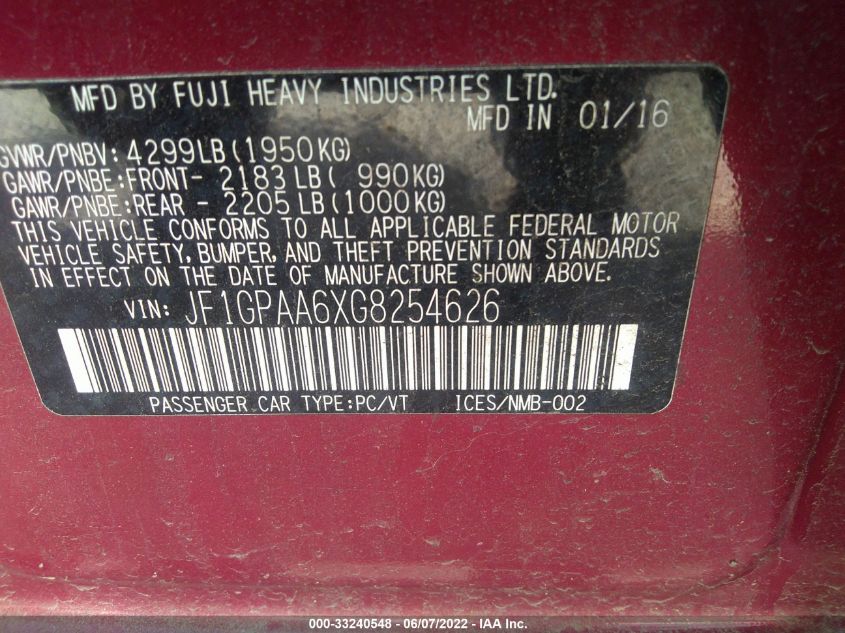 MFD BY FUJI HEAVY INDUSTRIES LTD.
MFD IN 01/16
GVWR/PNBV: 4299LB (1950KG)
GAWR/PNBE:FRONT- 2183 LB ( 990KG)
GAWR/PNBE:REAR - 2205 LB (1000KG)
THIS VEHICLE CONFORMS TO ALL APPLICABLE FEDERAL MOTOR
VEHICLE SAFETY, BUMPER, AND THEFT PREVENTION STANDARDS
IN EFFECT ON THE DATE OF MANUFACTURE SHOWN ABOVE.
VIN: JF1GPAA6XG8254626
PASSENGER CAR TYPE:PC/VT ICES/NMB-002
000-33240548 - 06/07/2022 - IAA Inc.